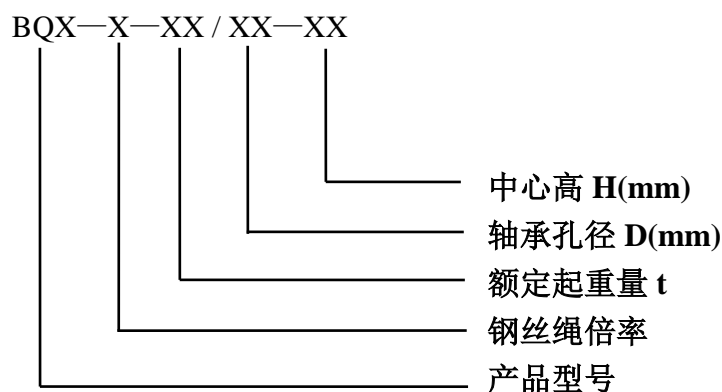 BQX—X—XX / XX—XX
中心高 H(mm)
轴承孔径 D(mm)
额定起重量 t
钢丝绳倍率
产品型号